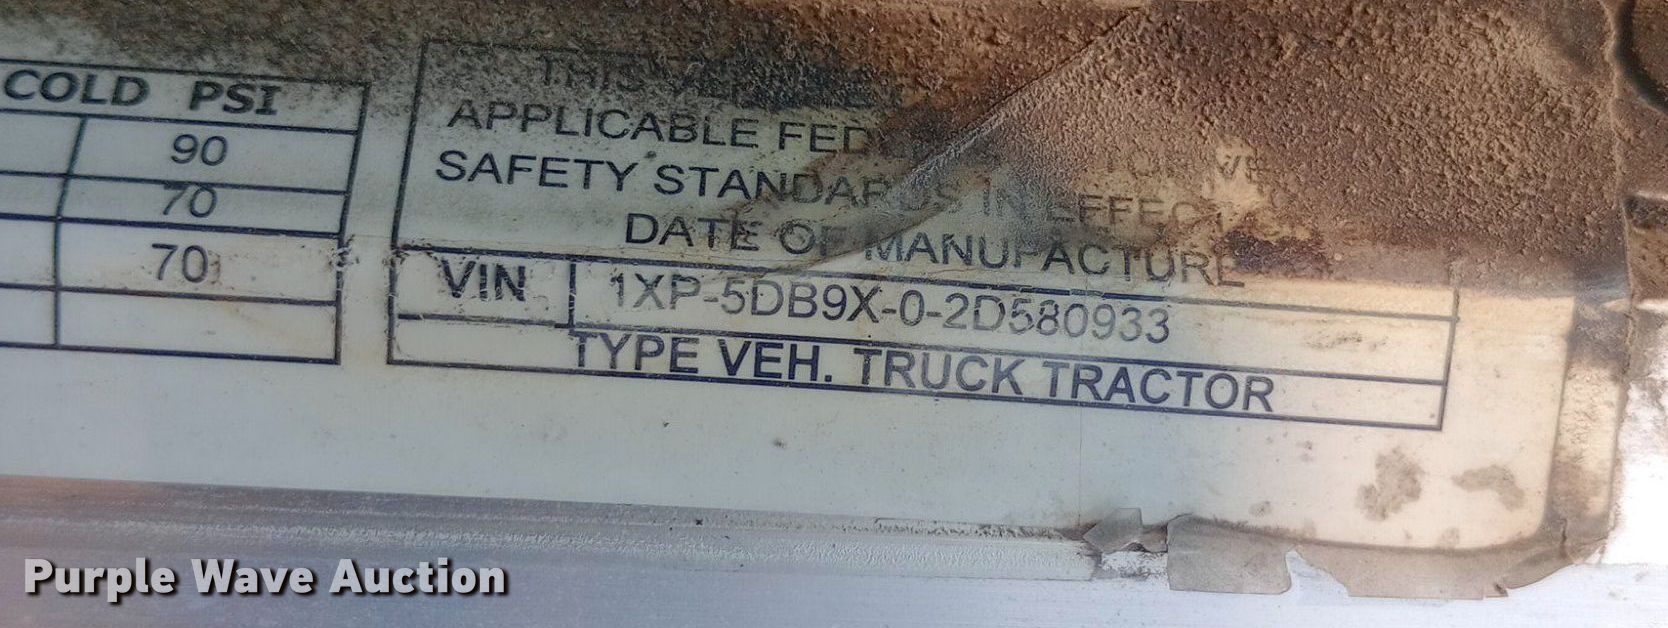 COLD PSI
90
70
70
THIS
APPLICABLE FED
SAFETY STANDARDS IN EFFECT
DATE OF MANUFACTURE
VIN 1XP-5DB9X-0-2D580933
TYPE VEH. TRUCK TRACTOR
Purple Wave Auction